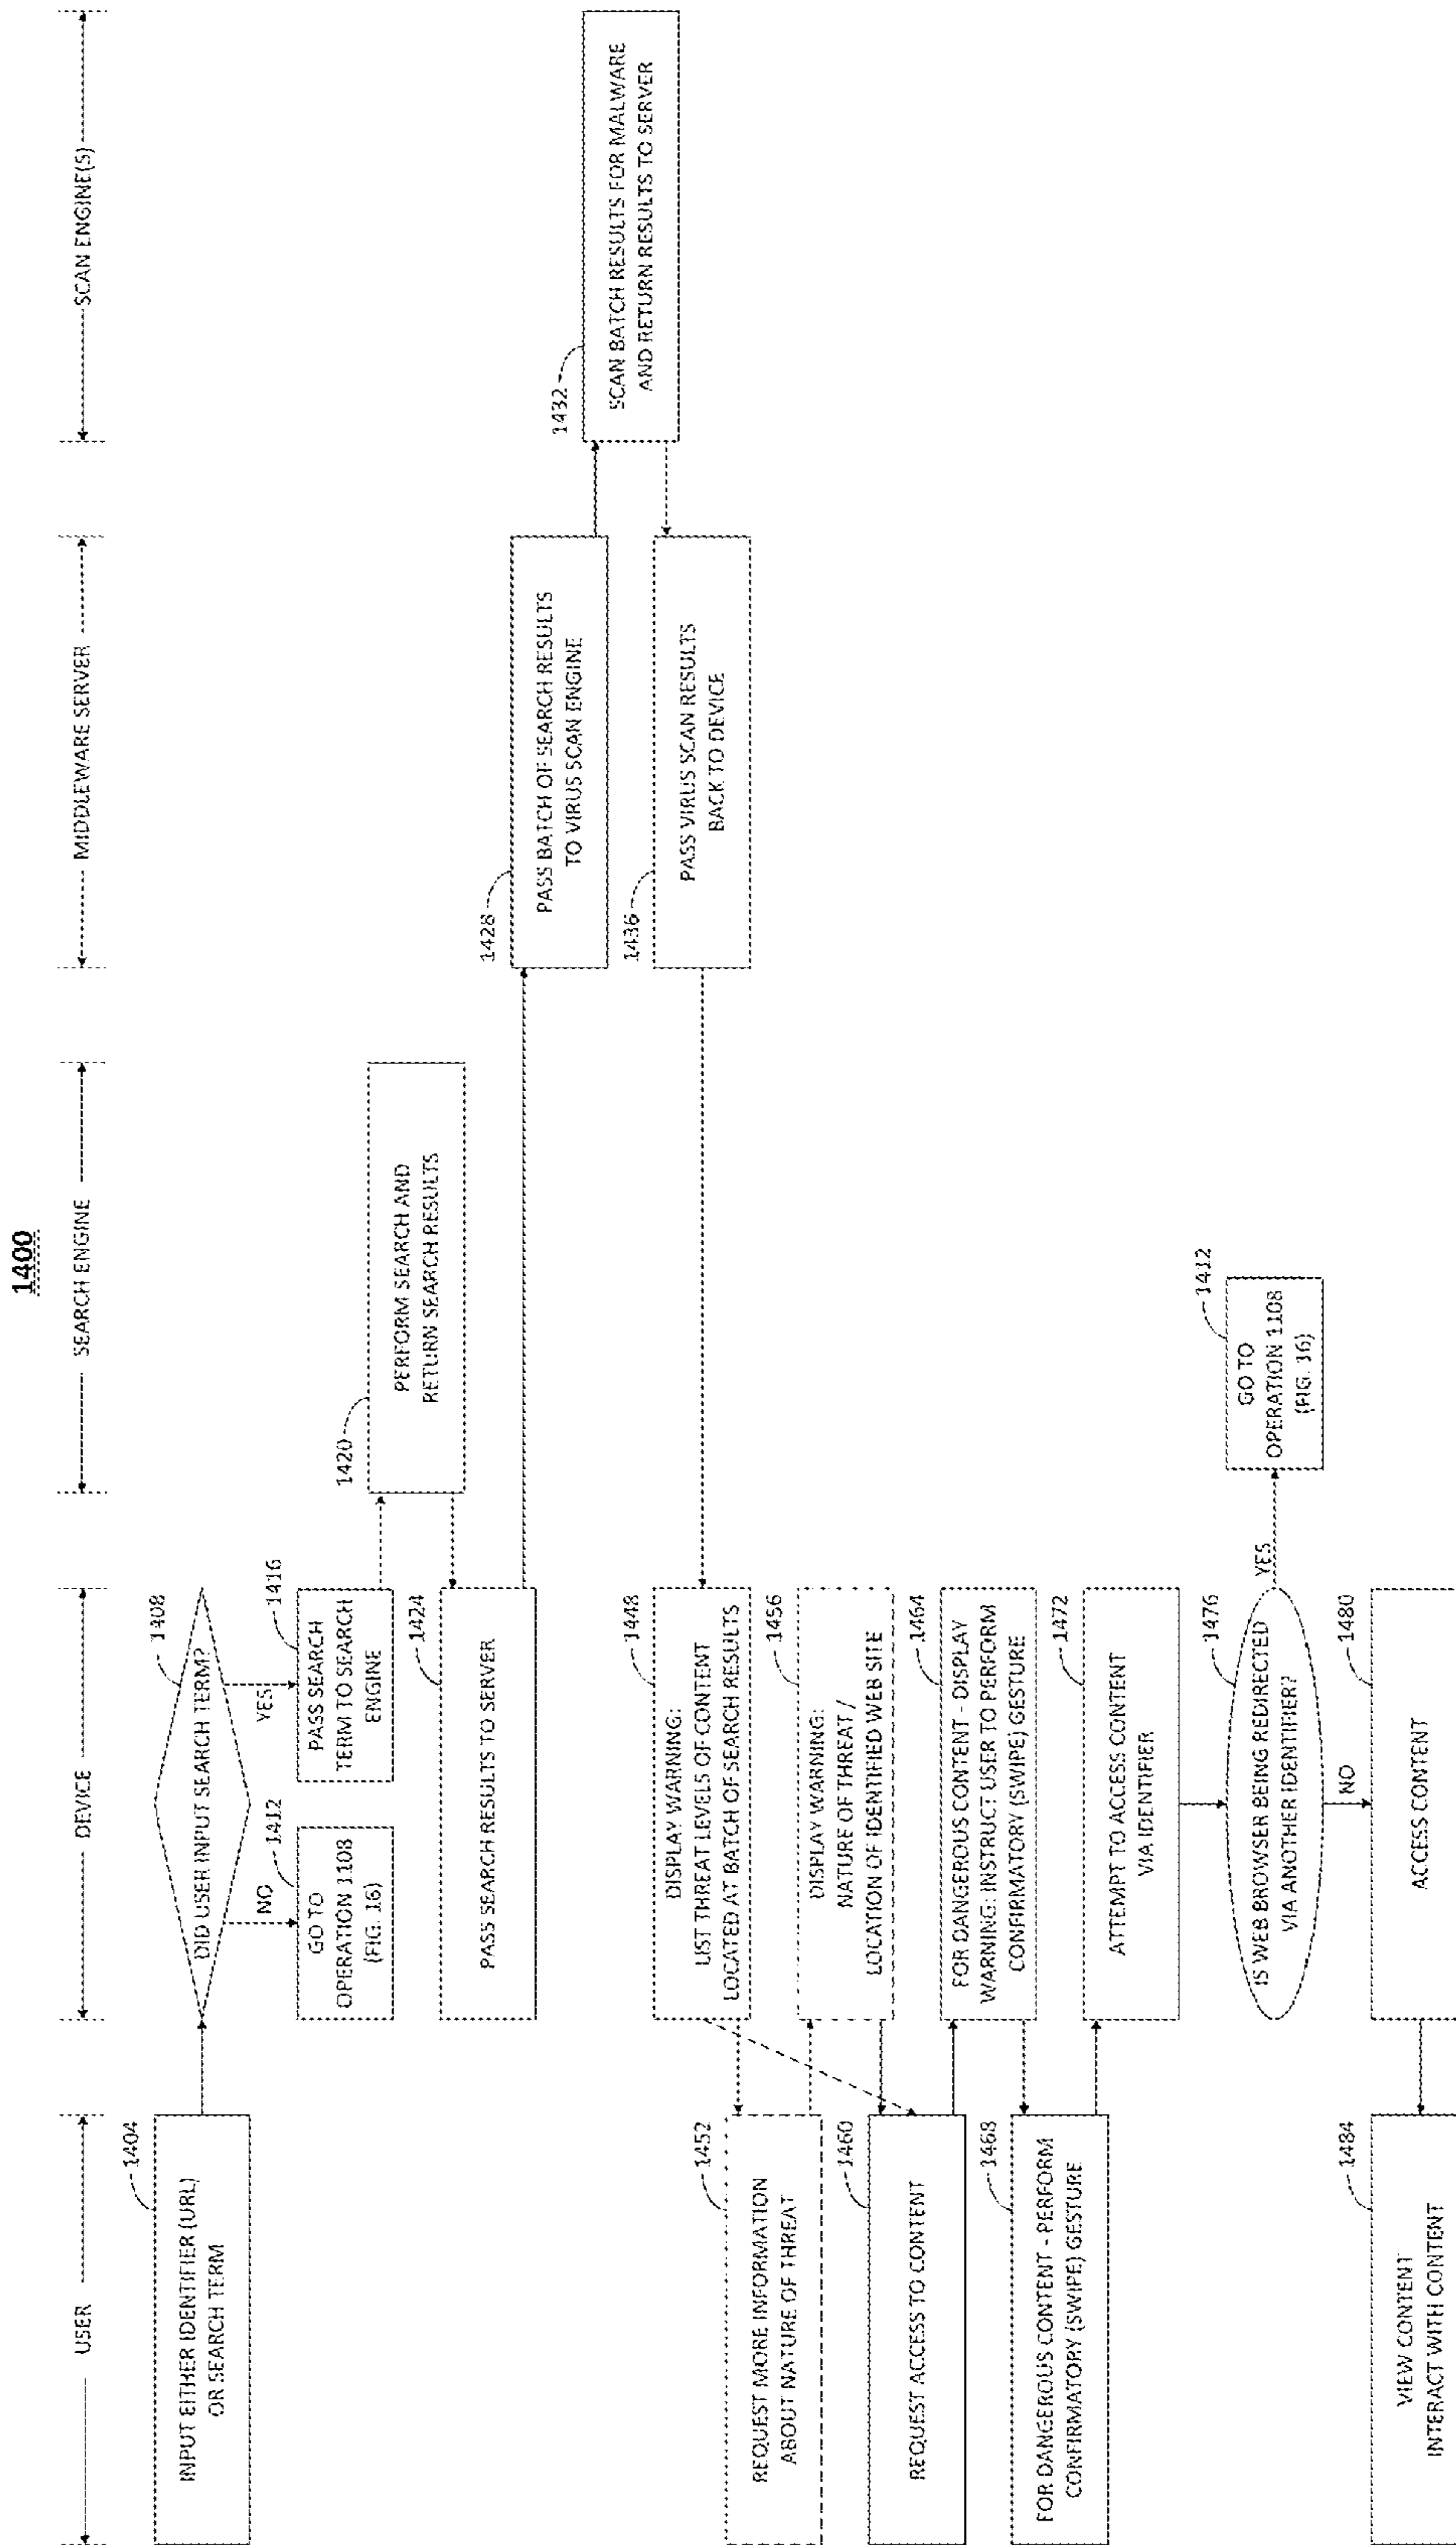 1400
USER
DEVICE
SEARCH ENGINE
MIDDLEWARE SERVER
SCAN ENGINE(S)
1404
INPUT EITHER IDENTIFIER (URL)
OR SEARCH TERM
1408
DID USER INPUT SEARCH TERM?
NO
YES
1412
GO TO
OPERATION 1108
(FIG. 16)
1416
PASS SEARCH
TERM TO SEARCH
ENGINE
1420
PERFORM SEARCH AND
RETURN SEARCH RESULTS
1424
PASS SEARCH RESULTS TO SERVER
1428
PASS BATCH OF SEARCH RESULTS
TO VIRUS SCAN ENGINE
1432
SCAN BATCH RESULTS FOR MALWARE
AND RETURN RESULTS TO SERVER
1436
PASS VIRUS SCAN RESULTS
BACK TO DEVICE
1448
DISPLAY WARNING:
LIST THREAT LEVELS OF CONTENT
LOCATED AT BATCH OF SEARCH RESULTS
1452
REQUEST MORE INFORMATION
ABOUT NATURE OF THREAT
1456
DISPLAY WARNING:
NATURE OF THREAT /
LOCATION OF IDENTIFIED WEB SITE
1460
REQUEST ACCESS TO CONTENT
1464
FOR DANGEROUS CONTENT - DISPLAY
WARNING: INSTRUCT USER TO PERFORM
CONFIRMATORY (SWIPE) GESTURE
1468
FOR DANGEROUS CONTENT - PERFORM
CONFIRMATORY (SWIPE) GESTURE
1472
ATTEMPT TO ACCESS CONTENT
VIA IDENTIFIER
1476
IS WEB BROWSER BEING REDIRECTED
VIA ANOTHER IDENTIFIER?
YES
1412
GO TO
OPERATION 1108
(FIG. 16)
NO
1480
ACCESS CONTENT
1484
VIEW CONTENT
INTERACT WITH CONTENT